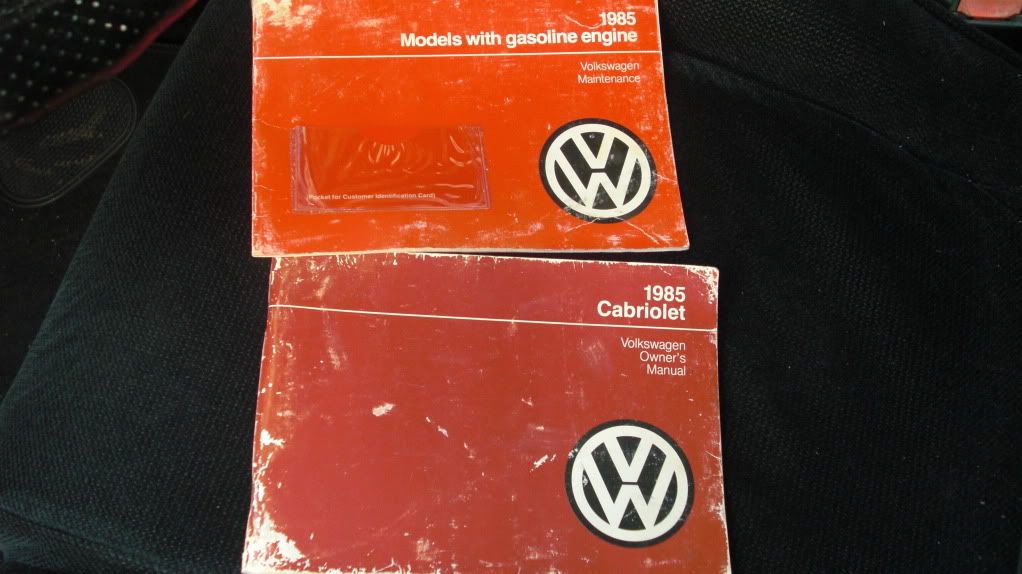 1985
Models with gasoline engine
Volkswagen
Maintenance
(Pocket for Customer Identification Card)
1985
Cabriolet
Volkswagen
Owner's
Manual